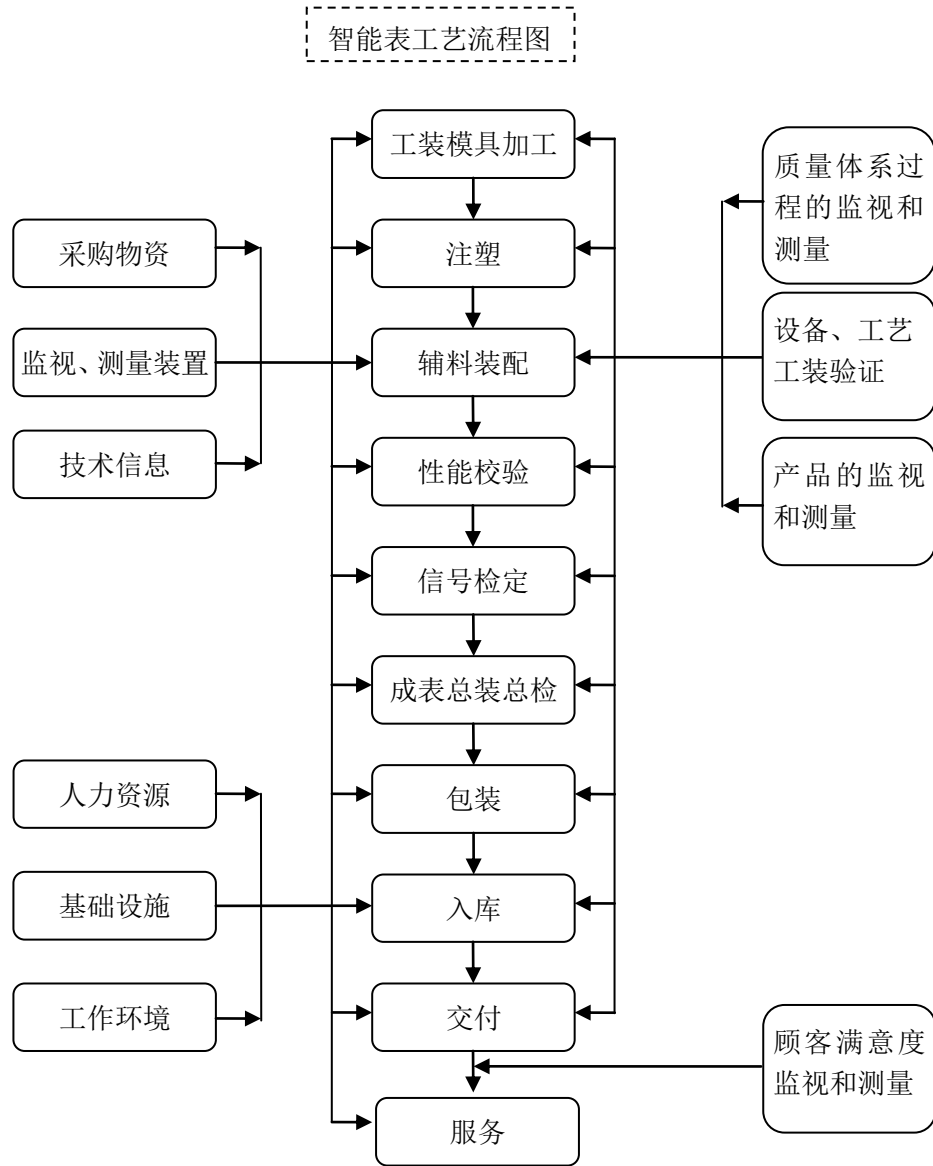 智能表工艺流程图
工装模具加工
质量体系过
程的监视和
测量
采购物资
注塑
设备、工艺
工装验证
监视、测量装置
辅料装配
技术信息
性能校验
产品的监视
和测量
信号检定
成表总装总检
人力资源
包装
基础设施
入库
工作环境
交付
顾客满意度
监视和测量
服务